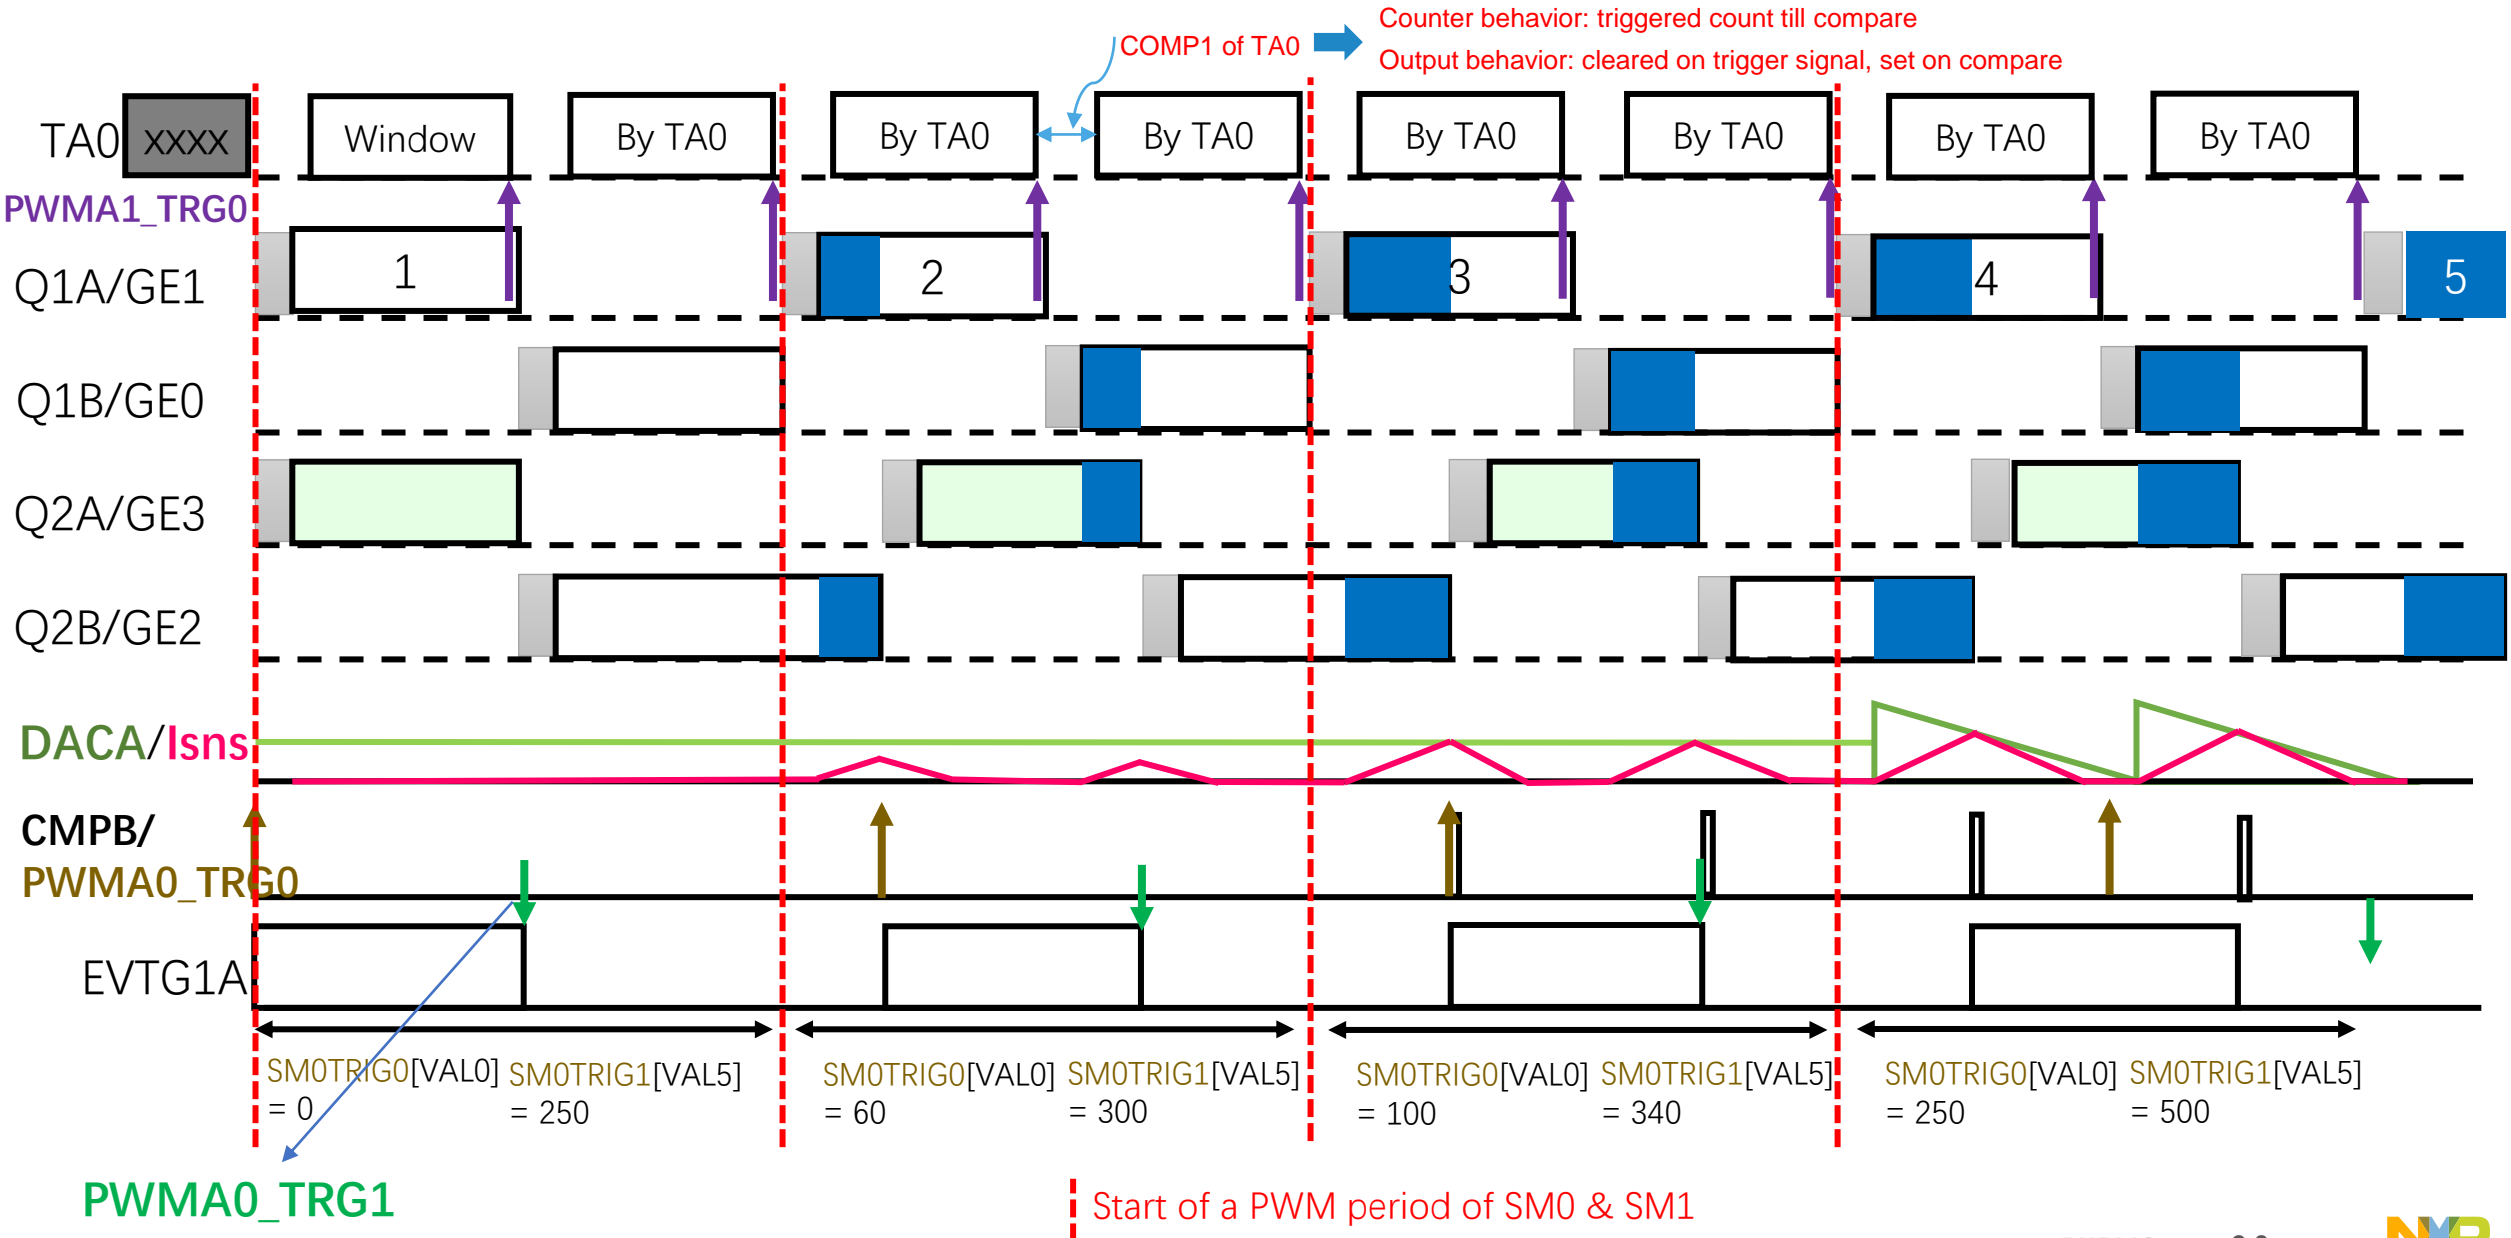 Counter behavior: triggered count till compare
COMP1 of TA0
Output behavior: cleared on trigger signal, set on compare
TA0 xxxx Window By TA0 By TA0 By TA0 By TA0 By TA0 By TA0 By TA0
PWMA1_TRG0
Q1A/GE1 1 2 3 4 5
Q1B/GE0
Q2A/GE3
Q2B/GE2
DACA/Isns
CMPB/
PWMA0_TRG0
EVTG1A
SM0TRIG0[VAL0] SM0TRIG1[VAL5] SM0TRIG0[VAL0] SM0TRIG1[VAL5] SM0TRIG0[VAL0] SM0TRIG1[VAL5] SM0TRIG0[VAL0] SM0TRIG1[VAL5]
= 0 = 250 = 60 = 300 = 100 = 340 = 250 = 500
PWMA0_TRG1
Start of a PWM period of SM0 & SM1